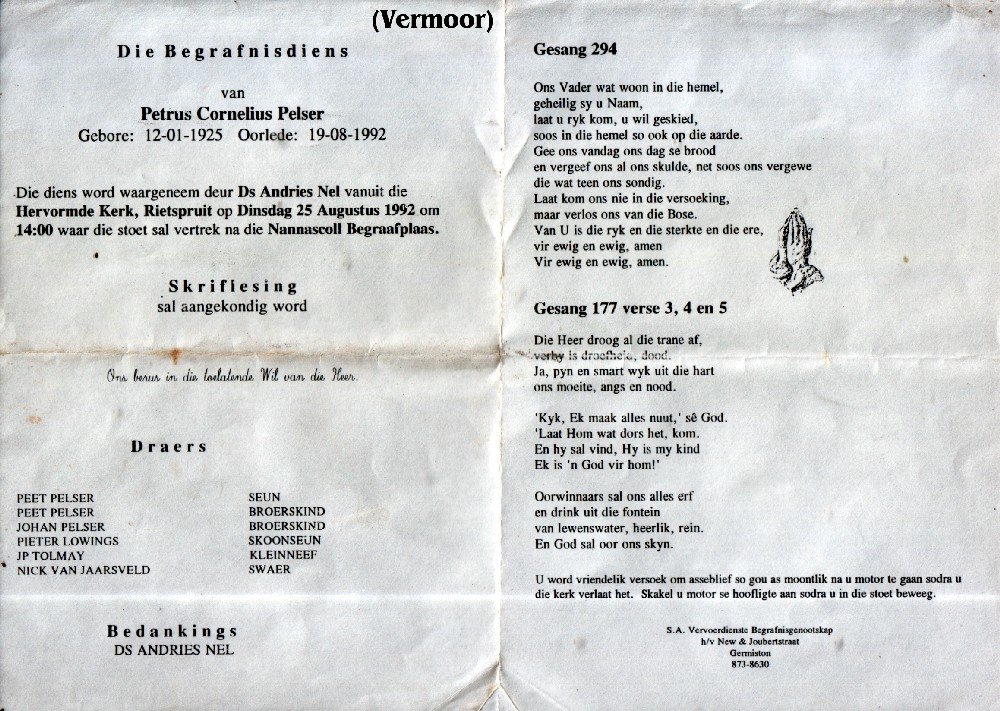 (Vermoor)
Die Begrafnisdiens
van
Petrus Cornelius Pelser
Gebore: 12-01-1925 Oorlede: 19-08-1992
Die diens word waargeneem deur Ds Andries Nel vanuit die
Hervormde Kerk, Rietspruit op Dinsdag 25 Augustus 1992 om
14:00 waar die stoet sal vertrek na die Nannascoll Begraafplaas.
Skriflesing
sal aangekondig word
Ons berus in die toelatende Wil van die Heer.
Draers
PEET PELSER SEUN
PEET PELSER BROERSKIND
JOHAN PELSER BROERSKIND
PIETER LOWINGS SKOONSEUN
JP TOLMAY KLEINNEEF
NICK VAN JAARSVELD SWAER
Bedankings
DS ANDRIES NEL
Gesang 294
Ons Vader wat woon in die hemel,
geheilig sy u Naam,
laat u ryk kom, u wil geskied,
soos in die hemel so ook op die aarde.
Gee ons vandag ons dag se brood
en vergeef ons al ons skulde, net soos ons vergewe
die wat teen ons sondig.
Laat kom ons nie in die versoeking,
maar verlos ons van die Bose.
Van U is die ryk en die sterkte en die ere,
vir ewig en ewig, amen
Vir ewig en ewig, amen.
Gesang 177 verse 3, 4 en 5
Die Heer droog al die trane af,
verby is droefheid, dood.
Ja, pyn en smart wyk uit die hart
ons moeite, angs en nood.
'Kyk, Ek maak alles nuut,' sê God.
'Laat Hom wat dors het, kom.
En hy sal vind, Hy is my kind
Ek is 'n God vir hom!'
Oorwinnaars sal ons alles erf
en drink uit die fontein
van lewenswater, heerlik, rein.
En God sal oor ons skyn.
U word vriendelik versoek om asseblief so gou as moontlik na u motor te gaan sodra u
die kerk verlaat het. Skakel u motor se hoofligte aan sodra u in die stoet beweeg.
S.A. Vervoerdienste Begrafnisgenootskap
h/v New & Joubertstraat
Germiston
873-8630